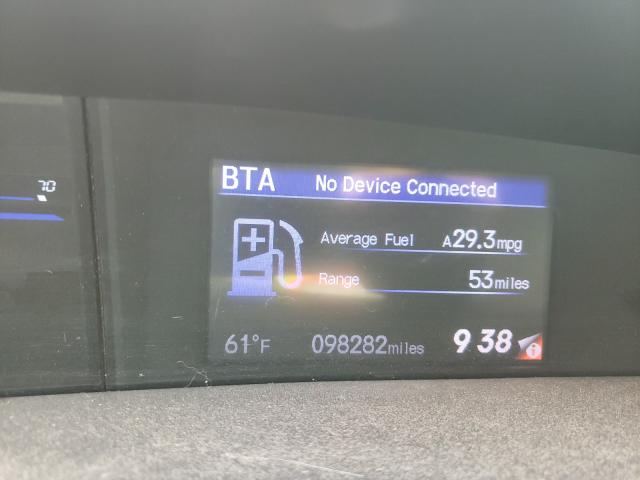 70
BTA No Device Connected
Average Fuel A29.3mpg
Range 53miles
61°F 098282miles 9 38 i